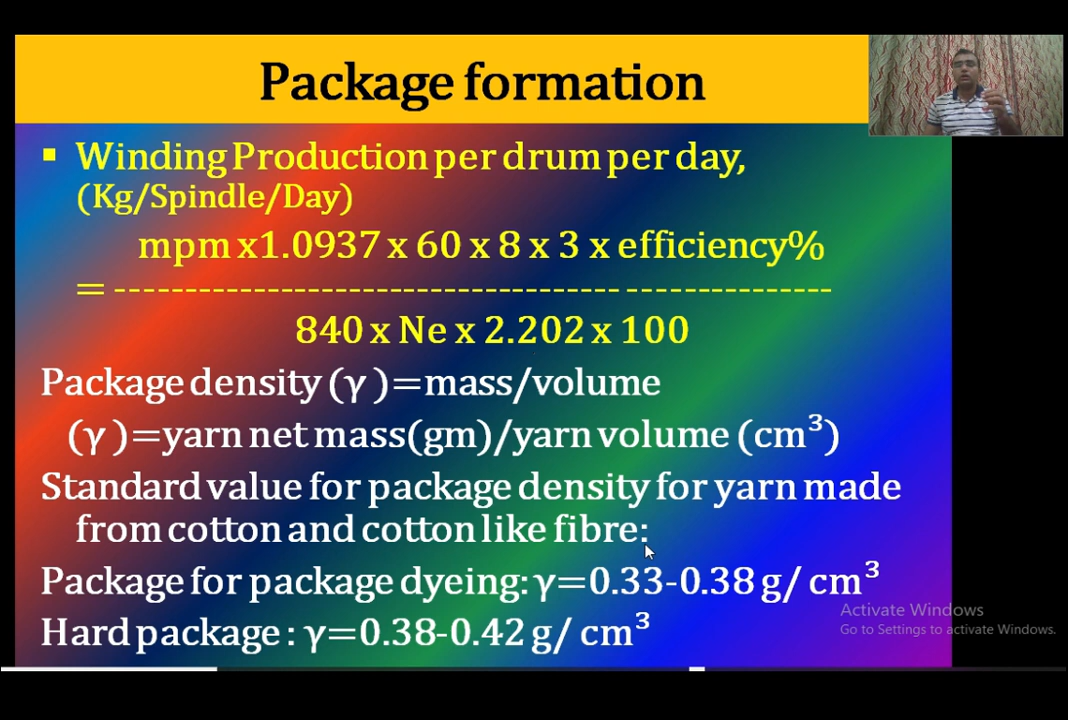 Package formation
▪ Winding Production per drum per day,
(Kg/Spindle/Day)
mpm x1.0937 x 60 x 8 x 3 x efficiency%
= ---------------------------------------------------
840 x Ne x 2.202 x 100
Package density (γ )=mass/volume
(γ )=yarn net mass(gm)/yarn volume (cm³)
Standard value for package density for yarn made
from cotton and cotton like fibre:
Package for package dyeing: γ=0.33-0.38 g/ cm³
Hard package : γ=0.38-0.42 g/ cm³
Activate Windows
Go to Settings to activate Windows.